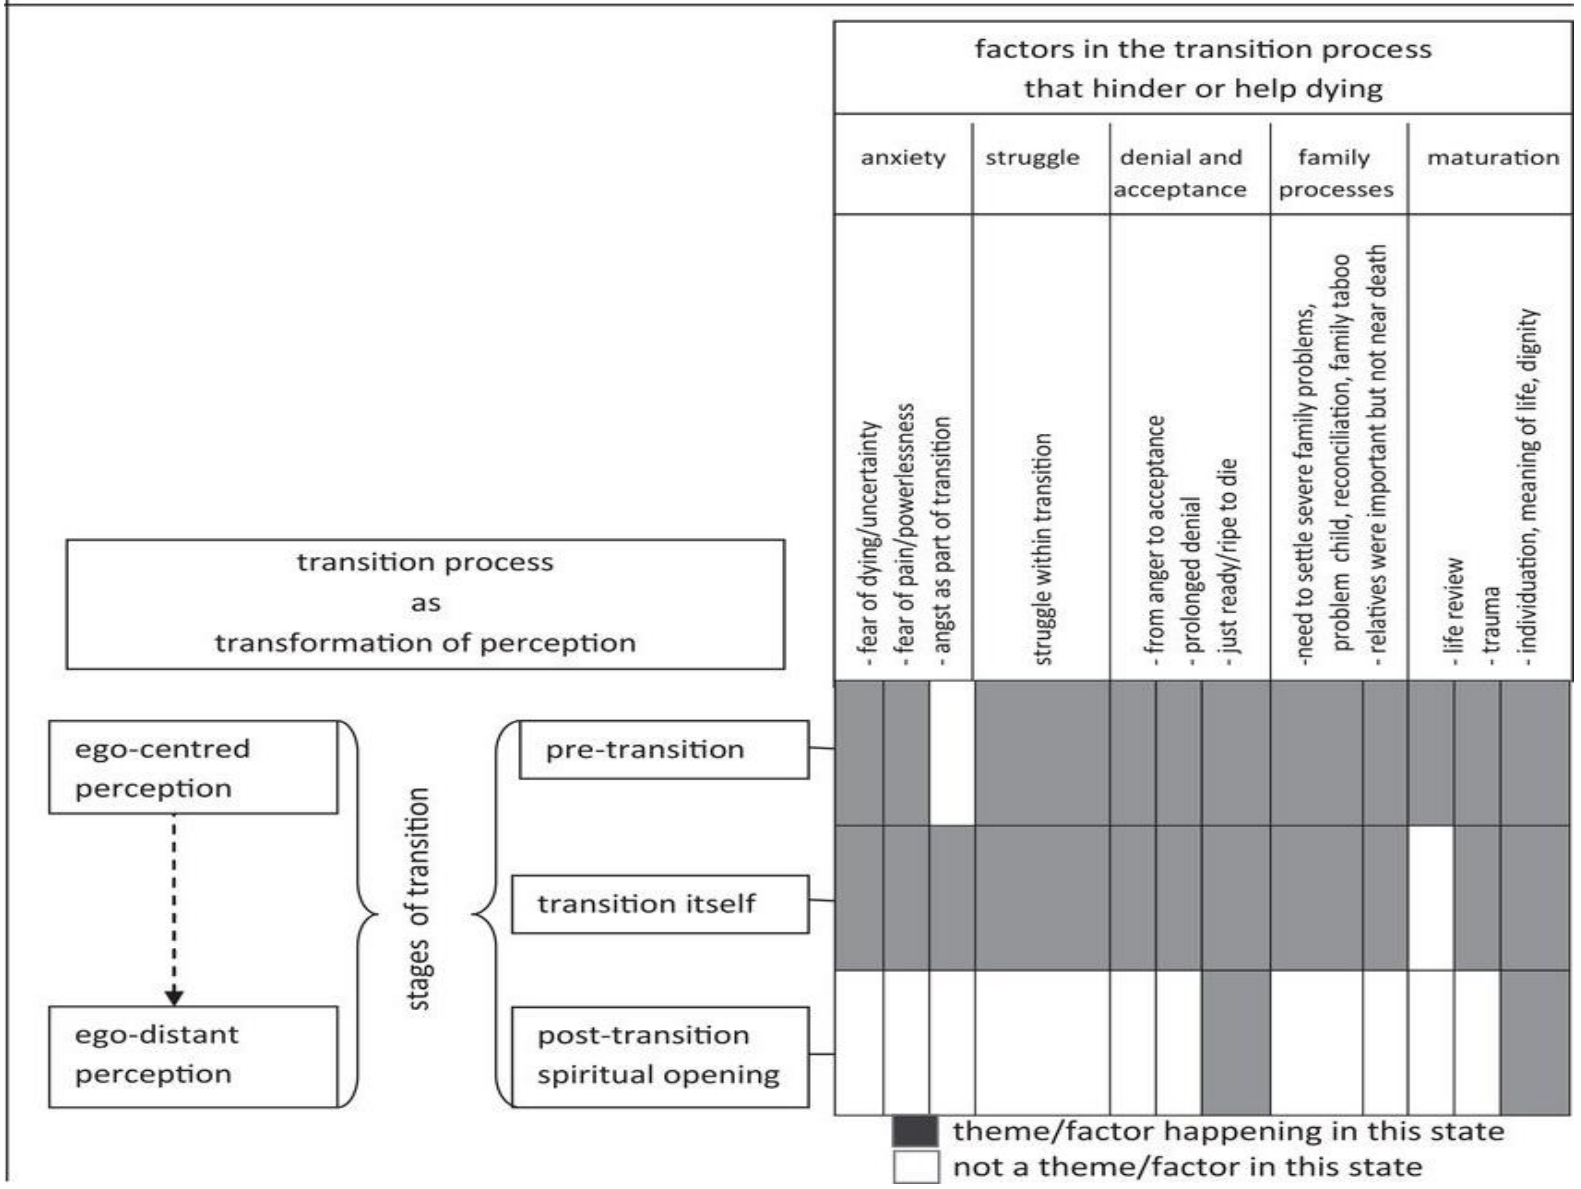 factors in the transition process
that hinder or help dying
anxiety
struggle
denial and
acceptance
family
processes
maturation
- fear of dying/uncertainty
- fear of pain/powerlessness
- angst as part of transition
struggle within transition
- from anger to acceptance
- prolonged denial
- just ready/ripe to die
-need to settle severe family problems,
problem child, reconciliation, family taboo
- relatives were important but not near death
- life review
- trauma
- individuation, meaning of life, dignity
transition process
as
transformation of perception
ego-centred
perception
ego-distant
perception
stages of transition
pre-transition
transition itself
post-transition
spiritual opening
theme/factor happening in this state
not a theme/factor in this state